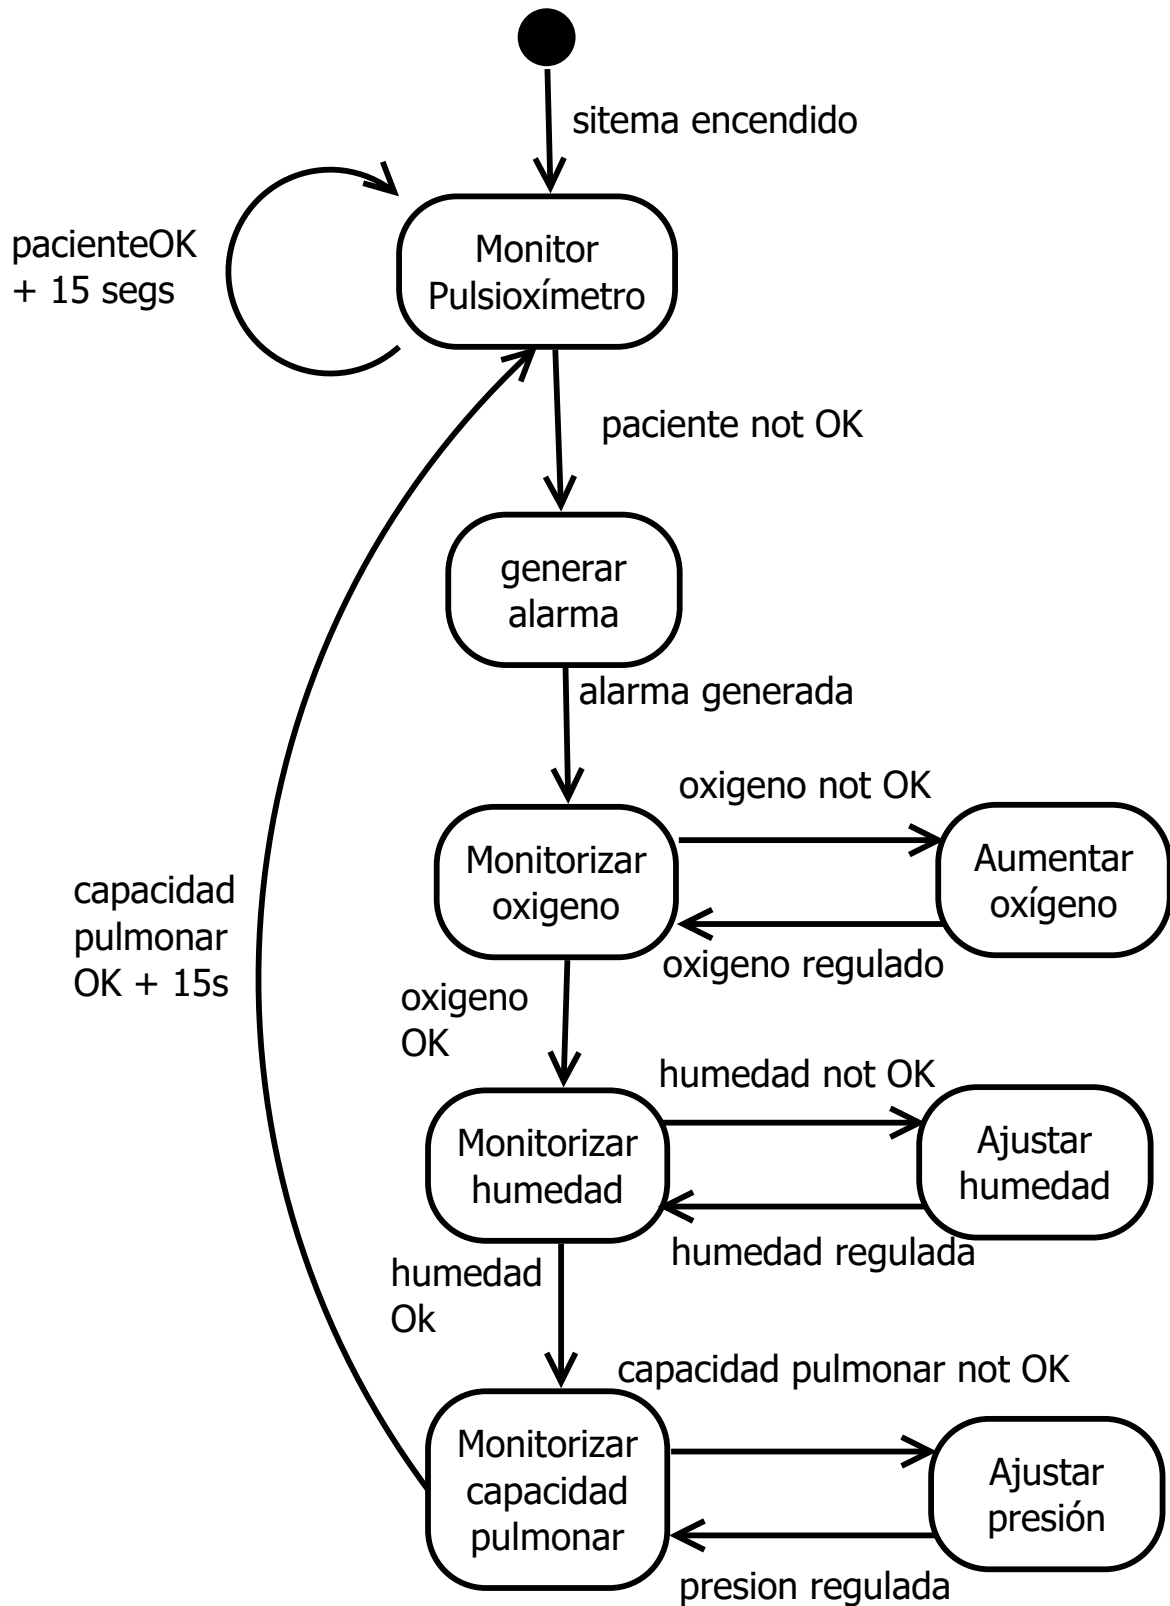 sitema encendido
pacienteOK
+ 15 segs
Monitor
Pulsioxímetro
paciente not OK
generar
alarma
alarma generada
oxigeno not OK
Monitorizar
oxigeno
Aumentar
oxígeno
oxigeno regulado
capacidad
pulmonar
OK + 15s
oxigeno
OK
humedad not OK
Monitorizar
humedad
Ajustar
humedad
humedad regulada
humedad
Ok
capacidad pulmonar not OK
Monitorizar
capacidad
pulmonar
Ajustar
presión
presion regulada